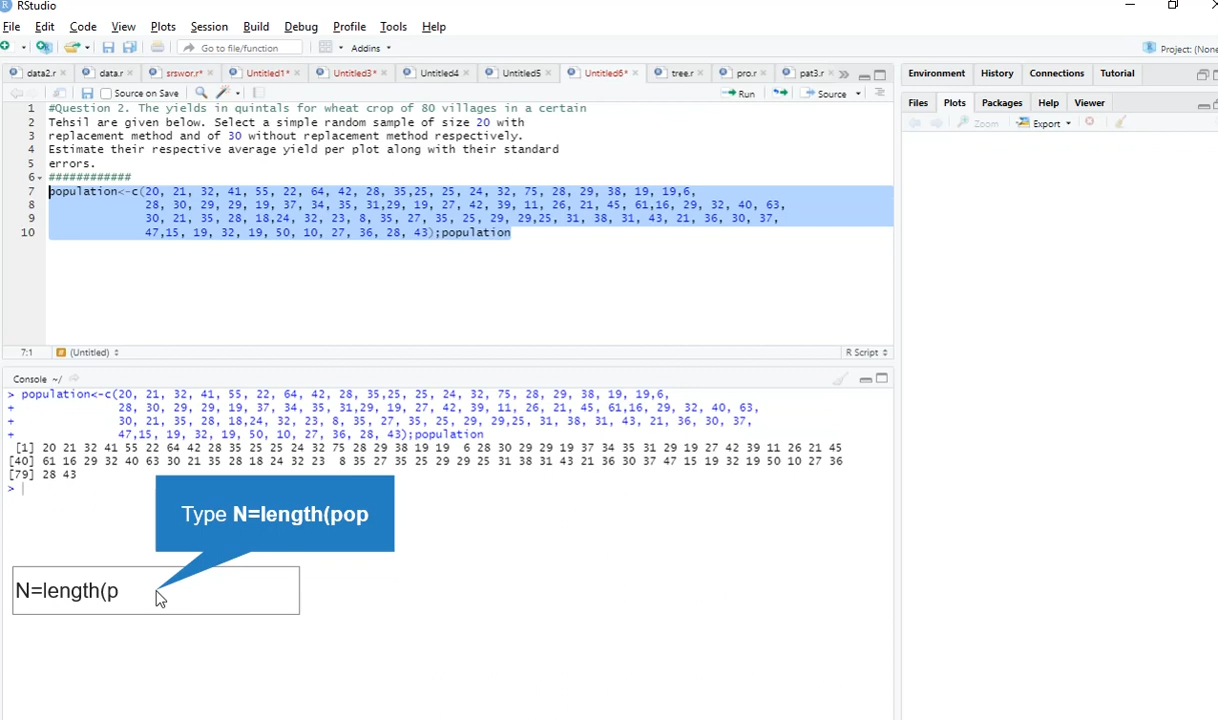 RStudio
File Edit Code View Plots Session Build Debug Profile Tools Help
Go to file/function Addins Project: (None
data2.r data.r srswor.r* Untitled1* Untitled3* Untitled4 Untitled5 Untitled6* tree.r pro.r pat3.r
Environment History Connections Tutorial
Source on Save Run Source
Files Plots Packages Help Viewer
Zoom Export
1 #Question 2. The yields in quintals for wheat crop of 80 villages in a certain
2 Tehsil are given below. Select a simple random sample of size 20 with
3 replacement method and of 30 without replacement method respectively.
4 Estimate their respective average yield per plot along with their standard
5 errors.
6 ############
7 population<-c(20, 21, 32, 41, 55, 22, 64, 42, 28, 35,25, 25, 24, 32, 75, 28, 29, 38, 19, 19,6,
8 28, 30, 29, 29, 19, 37, 34, 35, 31,29, 19, 27, 42, 39, 11, 26, 21, 45, 61,16, 29, 32, 40, 63,
9 30, 21, 35, 28, 18,24, 32, 23, 8, 35, 27, 35, 25, 29, 29,25, 31, 38, 31, 43, 21, 36, 30, 37,
10 47,15, 19, 32, 19, 50, 10, 27, 36, 28, 43);population
7:1 (Untitled) R Script
Console ~/
> population<-c(20, 21, 32, 41, 55, 22, 64, 42, 28, 35,25, 25, 24, 32, 75, 28, 29, 38, 19, 19,6,
+ 28, 30, 29, 29, 19, 37, 34, 35, 31,29, 19, 27, 42, 39, 11, 26, 21, 45, 61,16, 29, 32, 40, 63,
+ 30, 21, 35, 28, 18,24, 32, 23, 8, 35, 27, 35, 25, 29, 29,25, 31, 38, 31, 43, 21, 36, 30, 37,
+ 47,15, 19, 32, 19, 50, 10, 27, 36, 28, 43);population
[1] 20 21 32 41 55 22 64 42 28 35 25 25 24 32 75 28 29 38 19 19 6 28 30 29 29 19 37 34 35 31 29 19 27 42 39 11 26 21 45
[40] 61 16 29 32 40 63 30 21 35 28 18 24 32 23 8 35 27 35 25 29 29 25 31 38 31 43 21 36 30 37 47 15 19 32 19 50 10 27 36
[79] 28 43
>
Type N=length(pop
N=length(p